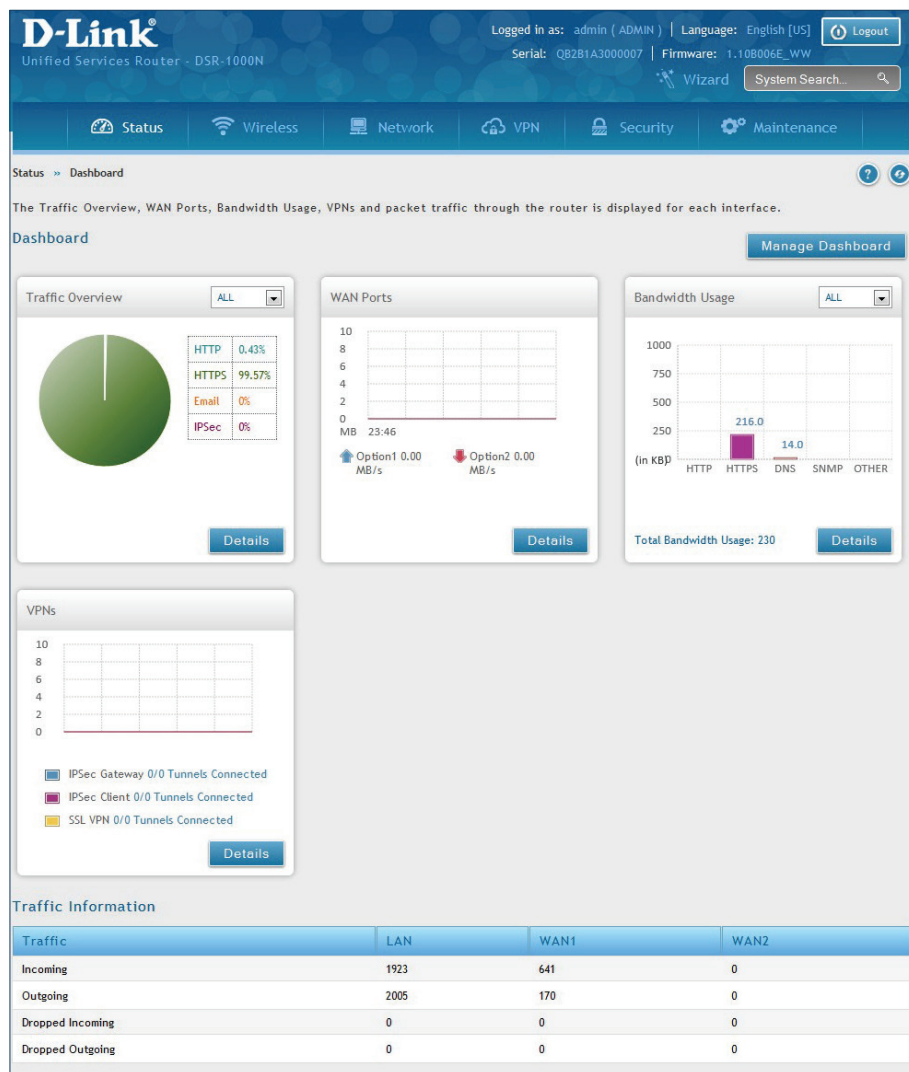 D-Link®
Unified Services Router - DSR-1000N
Logged in as: admin ( ADMIN ) | Language: English [US]
Logout
Serial: QB2B1A3000007 | Firmware: 1.10B006E_WW
Wizard
System Search...
Status
Wireless
Network
VPN
Security
Maintenance
Status » Dashboard
?
The Traffic Overview, WAN Ports, Bandwidth Usage, VPNs and packet traffic through the router is displayed for each interface.
Dashboard
Manage Dashboard
Traffic Overview
ALL
HTTP 0.43%
HTTPS 99.57%
Email 0%
IPSec 0%
Details
WAN Ports
10
8
6
4
2
0
MB 23:46
Option1 0.00 MB/s
Option2 0.00 MB/s
Details
Bandwidth Usage
ALL
1000
750
500
250
0
(in KB)
216.0
14.0
HTTP HTTPS DNS SNMP OTHER
Total Bandwidth Usage: 230
Details
VPNs
10
8
6
4
2
0
IPSec Gateway 0/0 Tunnels Connected
IPSec Client 0/0 Tunnels Connected
SSL VPN 0/0 Tunnels Connected
Details
Traffic Information
Traffic LAN WAN1 WAN2
Incoming 1923 641 0
Outgoing 2005 170 0
Dropped Incoming 0 0 0
Dropped Outgoing 0 0 0